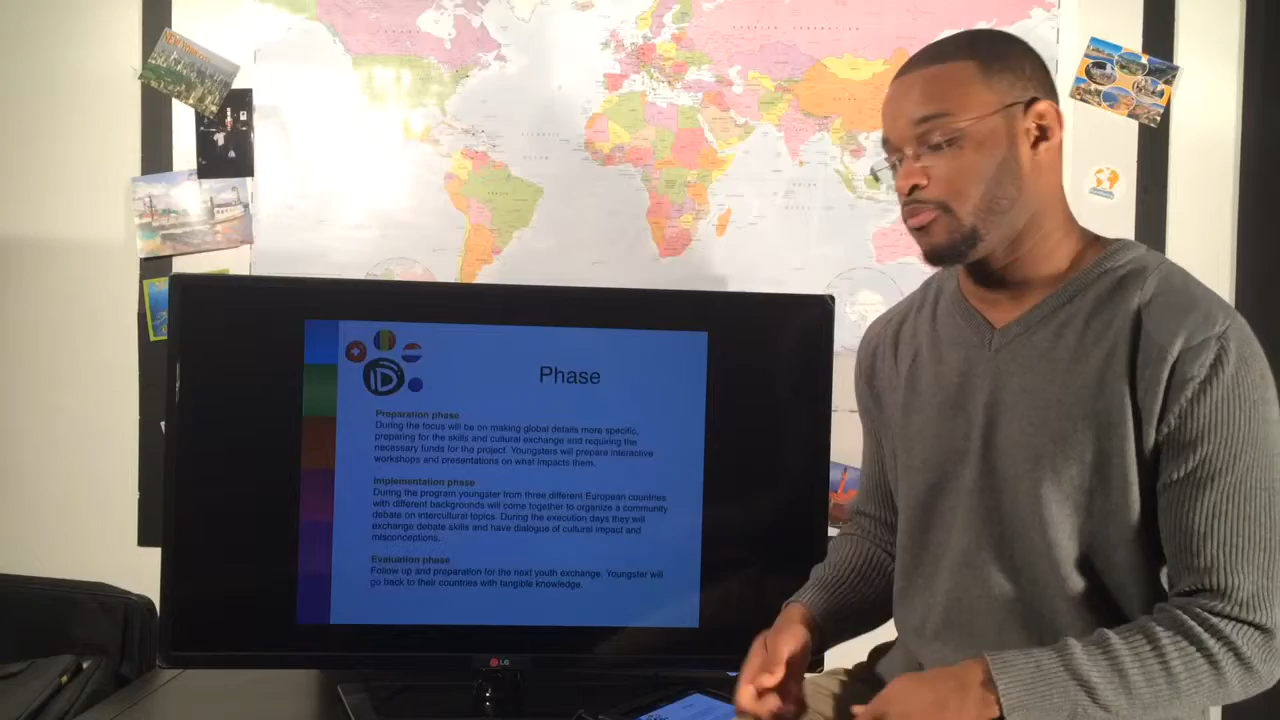 NEW YORK
ATLANTIC
OCEAN
ID
Phase
Preparation phase
During the focus will be on making global details more specific,
preparing for the skills and cultural exchange and requiring the
necessary funds for the project. Youngsters will prepare interactive
workshops and presentations on what impacts them.
Implementation phase
During the program youngster from three different European countries
with different backgrounds will come together to organize a community
debate on intercultural topics. During the execution days they will
exchange debate skills and have dialogue of cultural impact and
misconceptions.
Evaluation phase
Follow up and preparation for the next youth exchange. Youngster will
go back to their countries with tangible knowledge.
LG